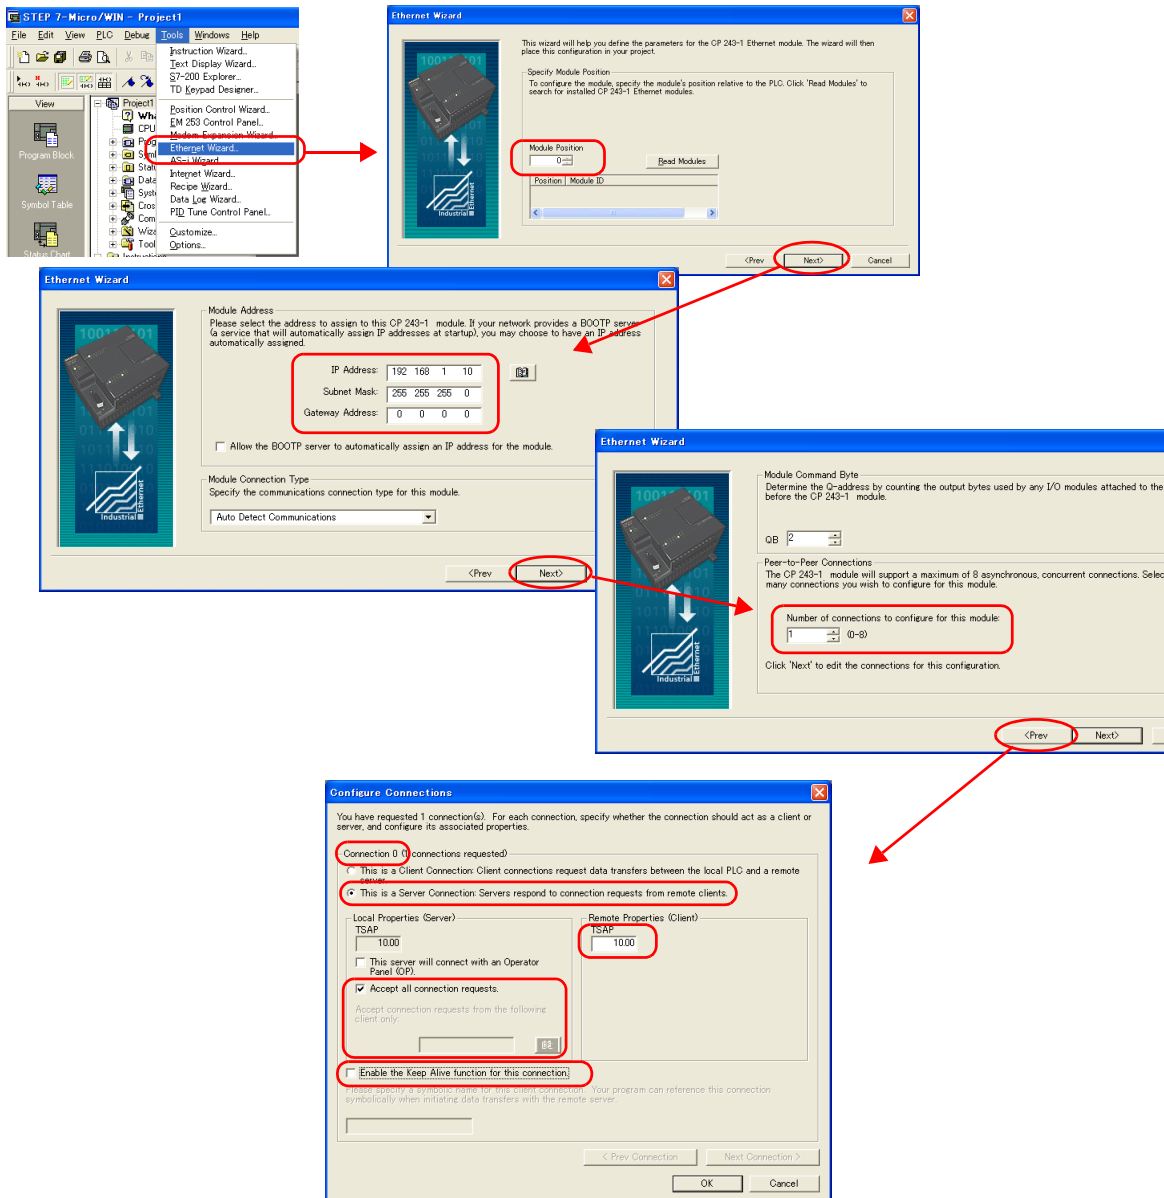 STEP 7-Micro/WIN - Project1
File Edit View PLC Debug Tools Windows Help
View
Program Block
Symbol Table
Status Chart
Project1
CPU
Instruction Wizard...
Text Display Wizard...
S7-200 Explorer...
TD Keypad Designer...
Position Control Wizard...
EM 253 Control Panel...
Modem Expansion Wizard...
Ethernet Wizard...
AS-i Wizard...
Internet Wizard...
Recipe Wizard...
Data Log Wizard...
PID Tune Control Panel...
Customize...
Options...
Ethernet Wizard
This wizard will help you define the parameters for the CP 243-1 Ethernet module. The wizard will then
place this configuration in your project.
Specify Module Position
To configure the module, specify the module's position relative to the PLC. Click 'Read Modules' to
search for installed CP 243-1 Ethernet modules.
Module Position
0
Read Modules
Position Module ID
Industrial Ethernet
<Prev Next> Cancel
Ethernet Wizard
Module Address
Please select the address to assign to this CP 243-1 module. If your network provides a BOOTP server
(a service that will automatically assign IP addresses at startup), you may choose to have an IP address
automatically assigned.
IP Address: 192 168 1 10
Subnet Mask: 255 255 255 0
Gateway Address: 0 0 0 0
Allow the BOOTP server to automatically assign an IP address for the module.
Module Connection Type
Specify the communications connection type for this module.
Auto Detect Communications
Industrial Ethernet
<Prev Next>
Ethernet Wizard
Module Command Byte
Determine the Q-address by counting the output bytes used by any I/O modules attached to the
before the CP 243-1 module.
QB 2
Peer-to-Peer Connections
The CP 243-1 module will support a maximum of 8 asynchronous, concurrent connections. Selec
many connections you wish to configure for this module.
Number of connections to configure for this module:
1 (0-8)
Click 'Next' to edit the connections for this configuration.
Industrial Ethernet
<Prev Next>
Configure Connections
You have requested 1 connection(s). For each connection, specify whether the connection should act as a client or
server, and configure its associated properties.
Connection 0 (1 connections requested)
This is a Client Connection: Client connections request data transfers between the local PLC and a remote
server.
This is a Server Connection: Servers respond to connection requests from remote clients.
Local Properties (Server)
TSAP
10.00
This server will connect with an Operator
Panel (OP).
Accept all connection requests.
Accept connection requests from the following
client only:
Remote Properties (Client)
TSAP
10.00
Enable the Keep Alive function for this connection.
Please specify a symbolic name for this client connection. Your program can reference this connection
symbolically when initiating data transfers with the remote server.
< Prev Connection Next Connection >
OK Cancel